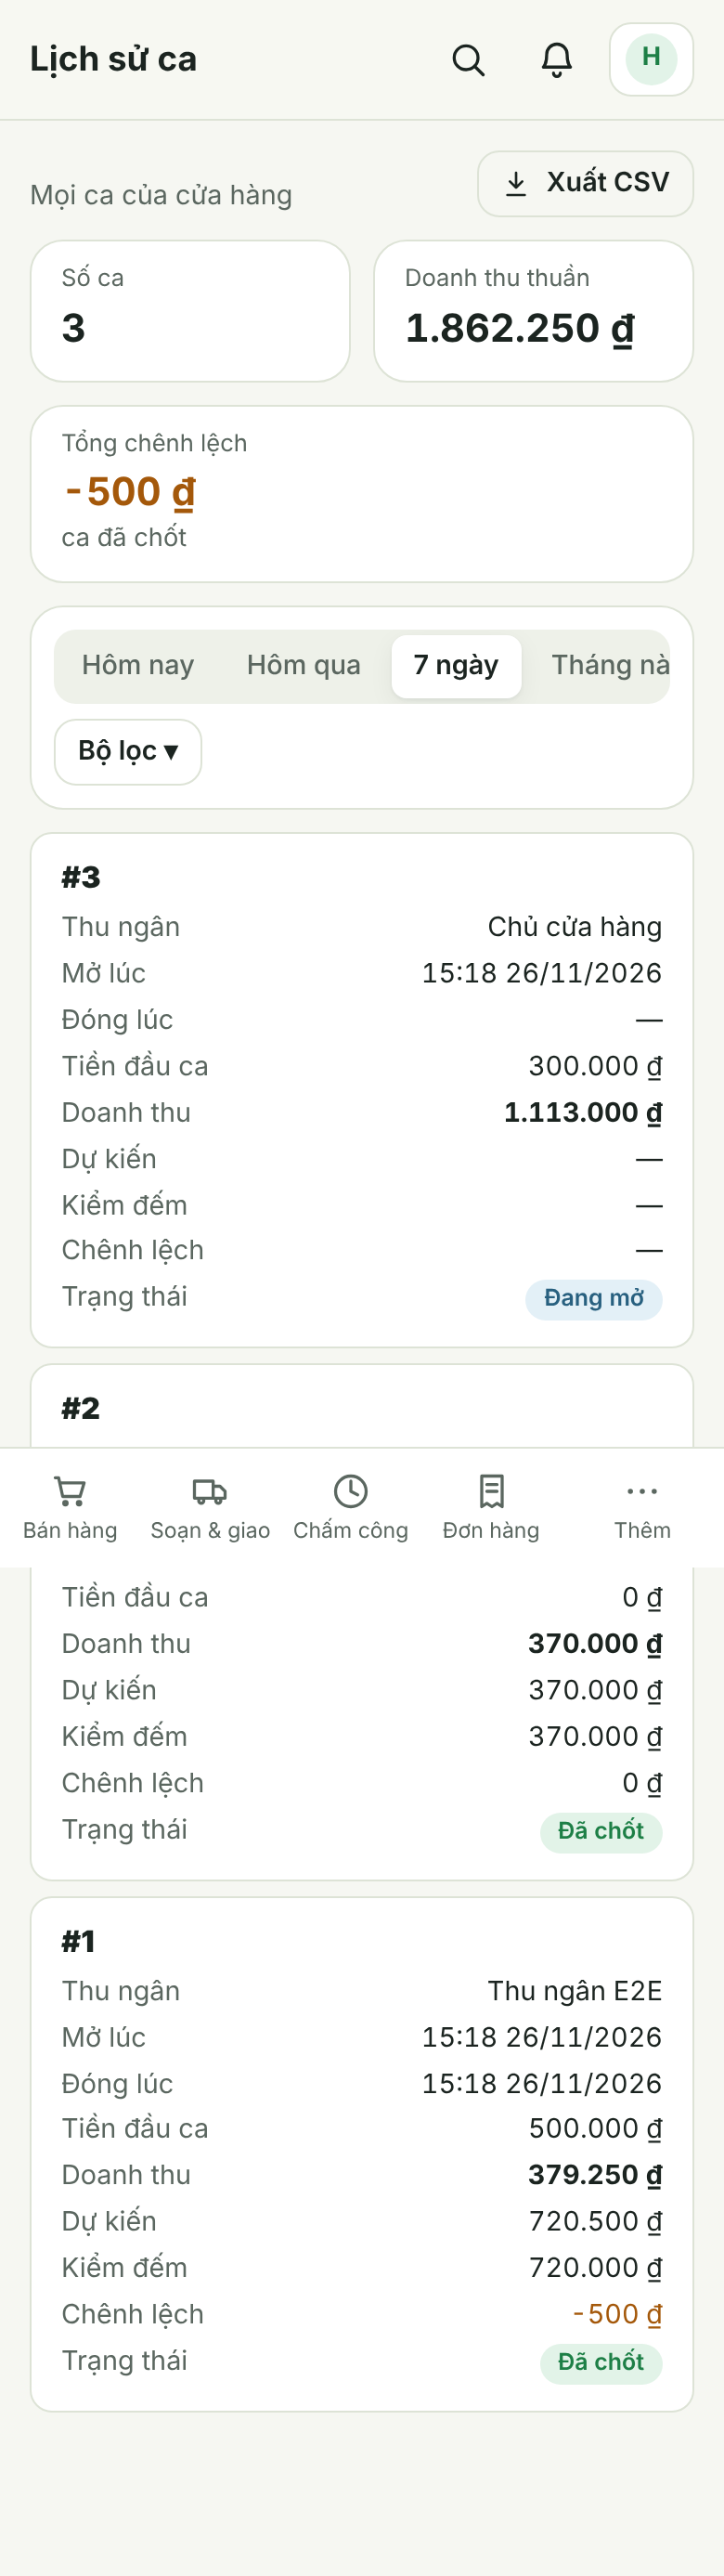 Lịch sử ca
H
Mọi ca của cửa hàng
Xuất CSV
Số ca
3
Doanh thu thuần
1.862.250 ₫
Tổng chênh lệch
-500 ₫
ca đã chốt
Hôm nay Hôm qua 7 ngày Tháng nà
Bộ lọc ▾
#3
Thu ngân Chủ cửa hàng
Mở lúc 15:18 26/11/2026
Đóng lúc —
Tiền đầu ca 300.000 ₫
Doanh thu 1.113.000 ₫
Dự kiến —
Kiểm đếm —
Chênh lệch —
Trạng thái Đang mở
#2
Bán hàng Soạn & giao Chấm công Đơn hàng Thêm
Tiền đầu ca 0 ₫
Doanh thu 370.000 ₫
Dự kiến 370.000 ₫
Kiểm đếm 370.000 ₫
Chênh lệch 0 ₫
Trạng thái Đã chốt
#1
Thu ngân Thu ngân E2E
Mở lúc 15:18 26/11/2026
Đóng lúc 15:18 26/11/2026
Tiền đầu ca 500.000 ₫
Doanh thu 379.250 ₫
Dự kiến 720.500 ₫
Kiểm đếm 720.000 ₫
Chênh lệch -500 ₫
Trạng thái Đã chốt